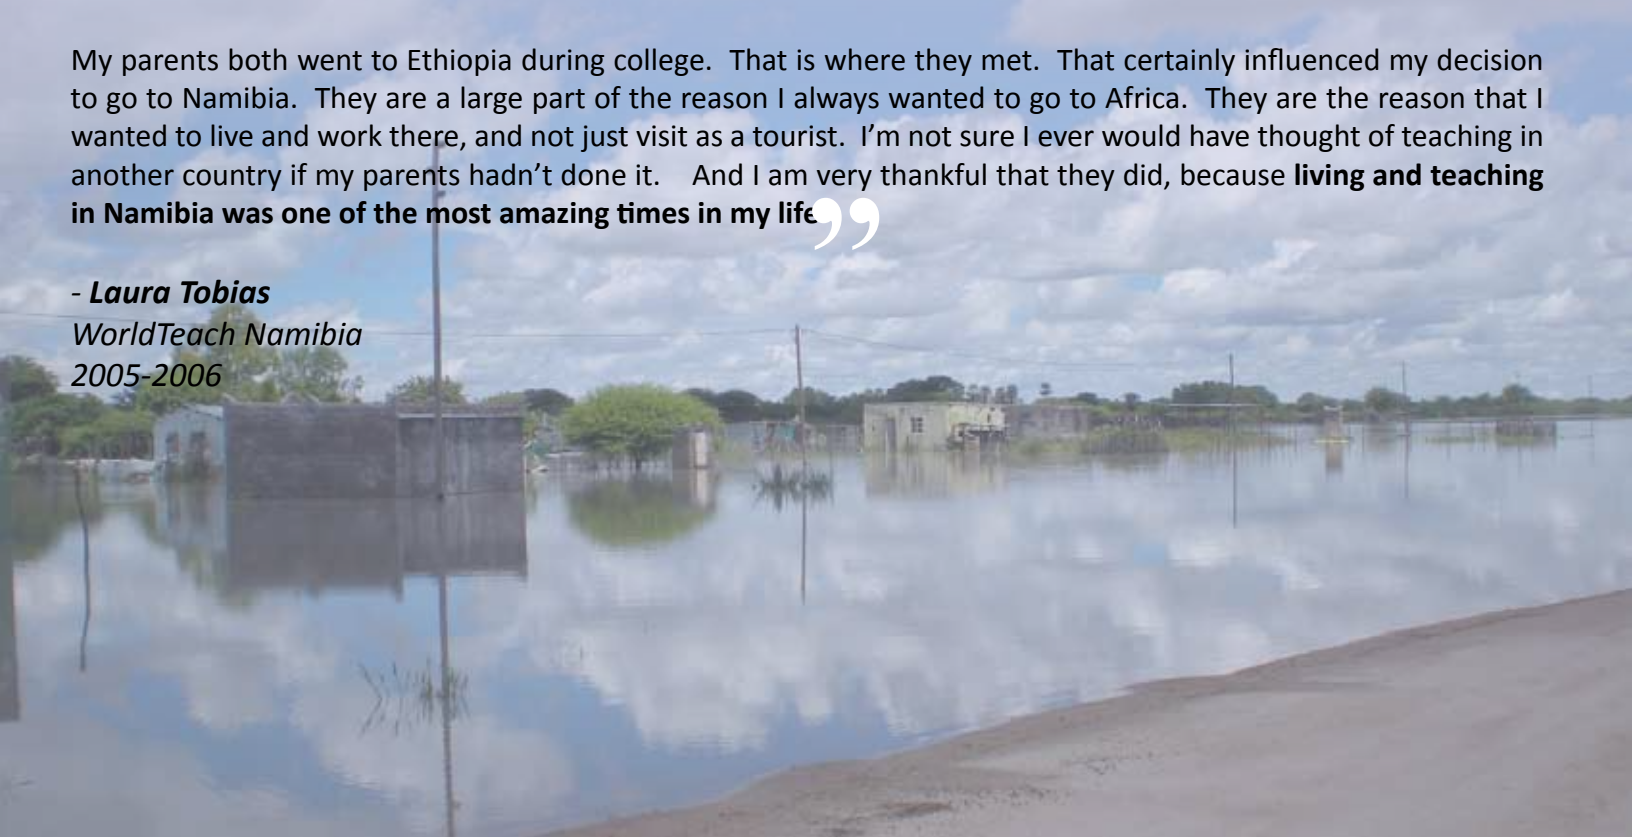 My parents both went to Ethiopia during college. That is where they met. That certainly influenced my decision
to go to Namibia. They are a large part of the reason I always wanted to go to Africa. They are the reason that I
wanted to live and work there, and not just visit as a tourist. I’m not sure I ever would have thought of teaching in
another country if my parents hadn’t done it. And I am very thankful that they did, because living and teaching
in Namibia was one of the most amazing times in my life”
- Laura Tobias
WorldTeach Namibia
2005-2006